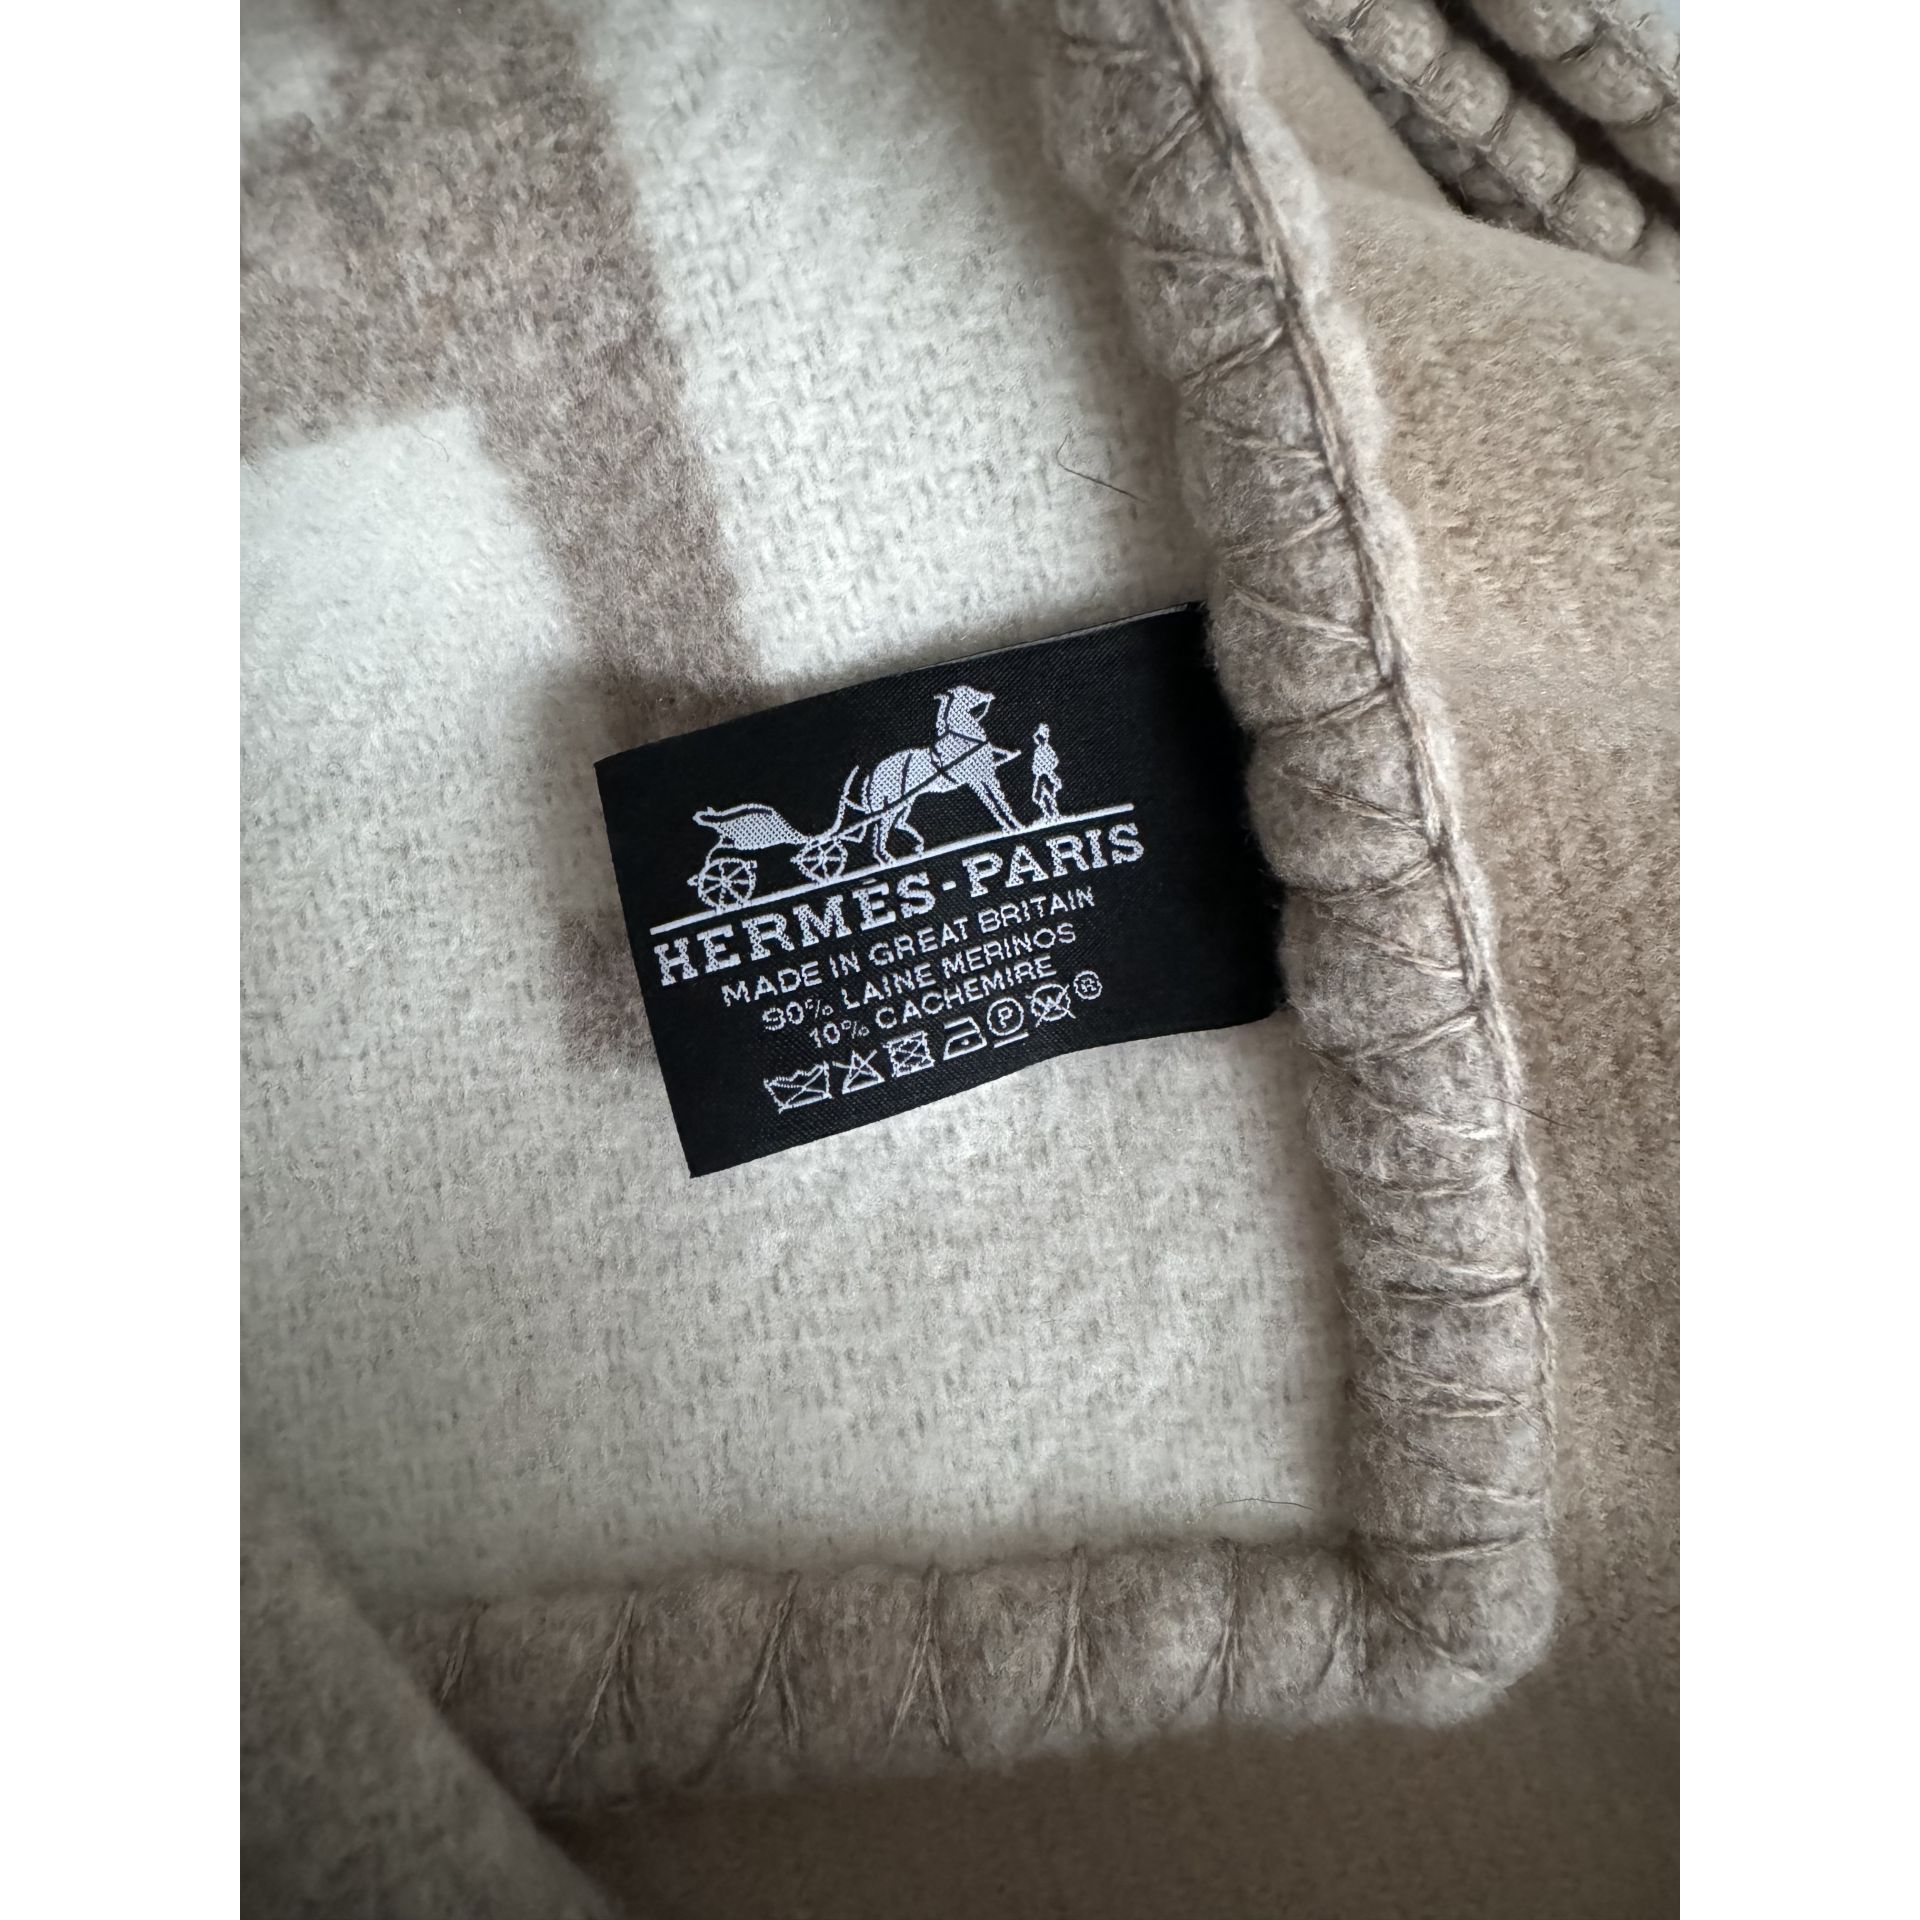 HERMÈS-PARIS
MADE IN GREAT BRITAIN
90% LAINE MERINOS
10% CACHEMIRE
P W ®